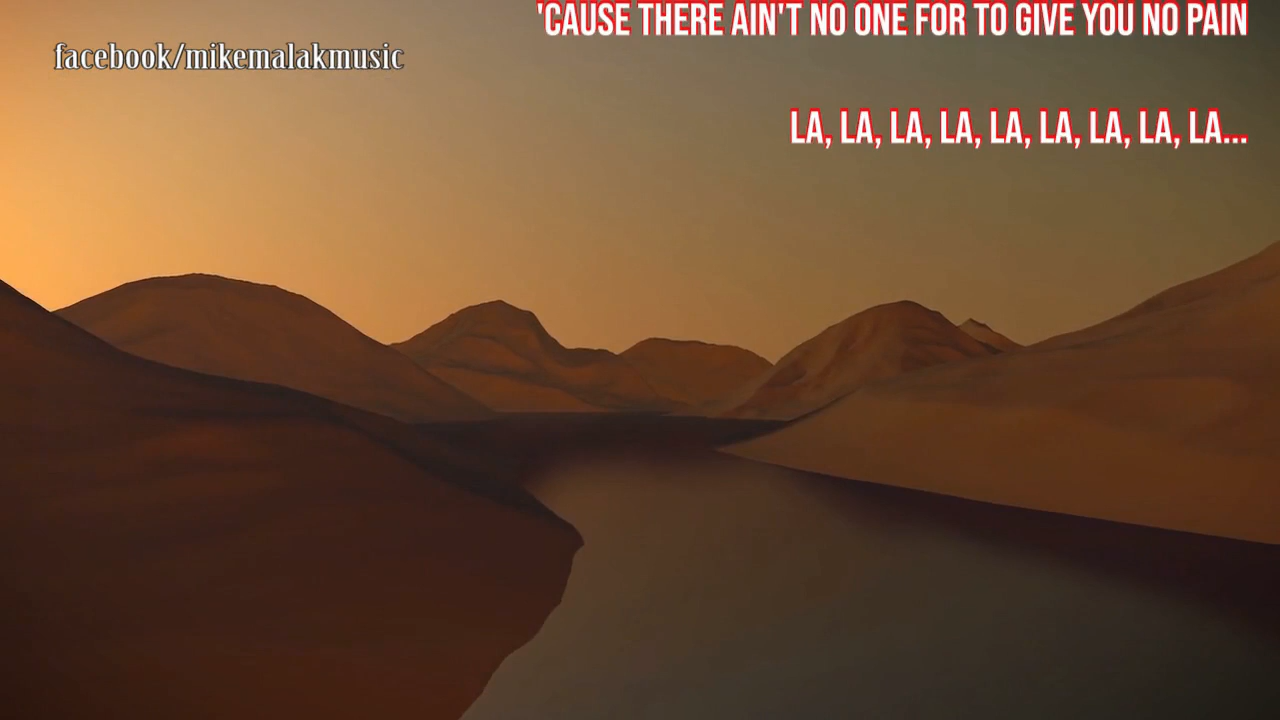 'CAUSE THERE AIN'T NO ONE FOR TO GIVE YOU NO PAIN
facebook/mikemalakmusic
LA, LA, LA, LA, LA, LA, LA, LA, LA...